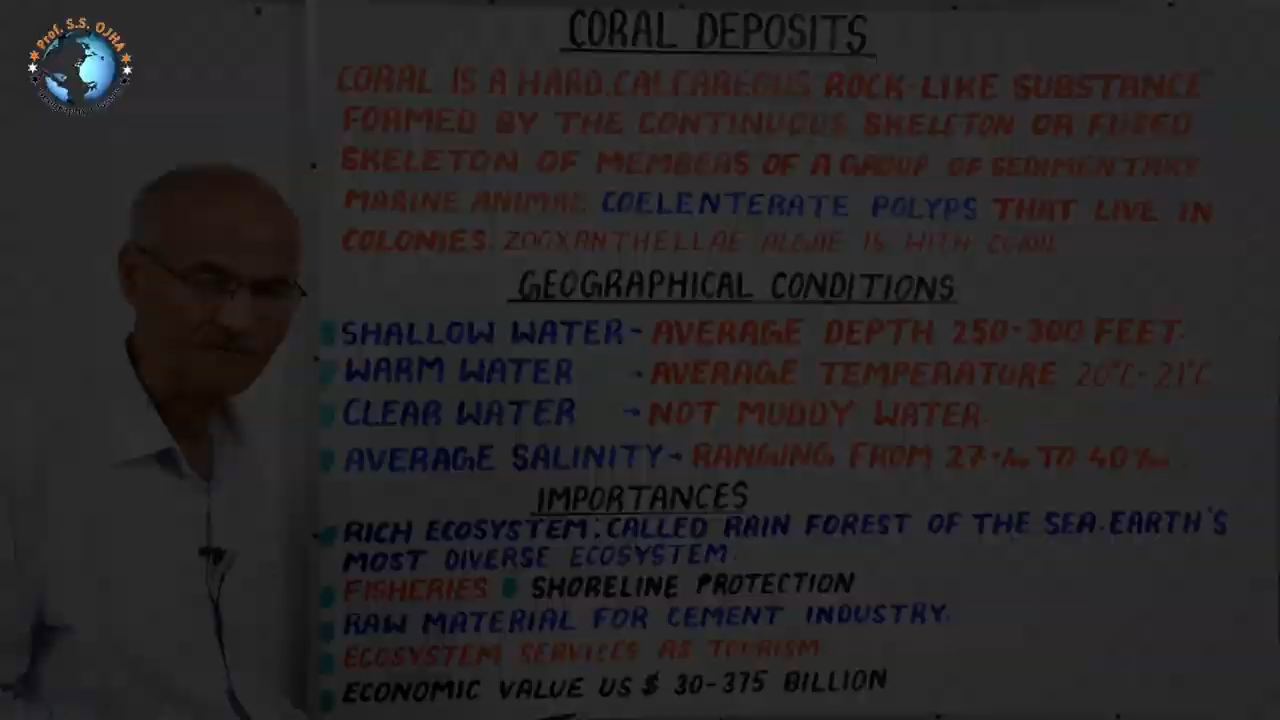 Prof. S.S. OJHA
CORAL DEPOSITS
CORAL IS A HARD CALCAREOUS ROCK-LIKE SUBSTANCE
FORMED BY THE CONTINUOUS SKELETON OR FUSED
SKELETON OF MEMBERS OF A GROUP OF SEDIMENTARY
MARINE ANIMAL COELENTERATE POLYPS THAT LIVE IN
COLONIES. ZOOXANTHELLAE ALGAE IS WITH CORAL
GEOGRAPHICAL CONDITIONS
SHALLOW WATER- AVERAGE DEPTH 250-300 FEET.
WARM WATER - AVERAGE TEMPERATURE 20°C-21°C
CLEAR WATER → NOT MUDDY WATER.
AVERAGE SALINITY- RANGING FROM 27‰ TO 40‰
IMPORTANCES
RICH ECOSYSTEM: CALLED RAIN FOREST OF THE SEA. EARTH'S
MOST DIVERSE ECOSYSTEM.
FISHERIES SHORELINE PROTECTION
RAW MATERIAL FOR CEMENT INDUSTRY.
ECOSYSTEM SERVICES AS TOURISM
ECONOMIC VALUE US $ 30-375 BILLION